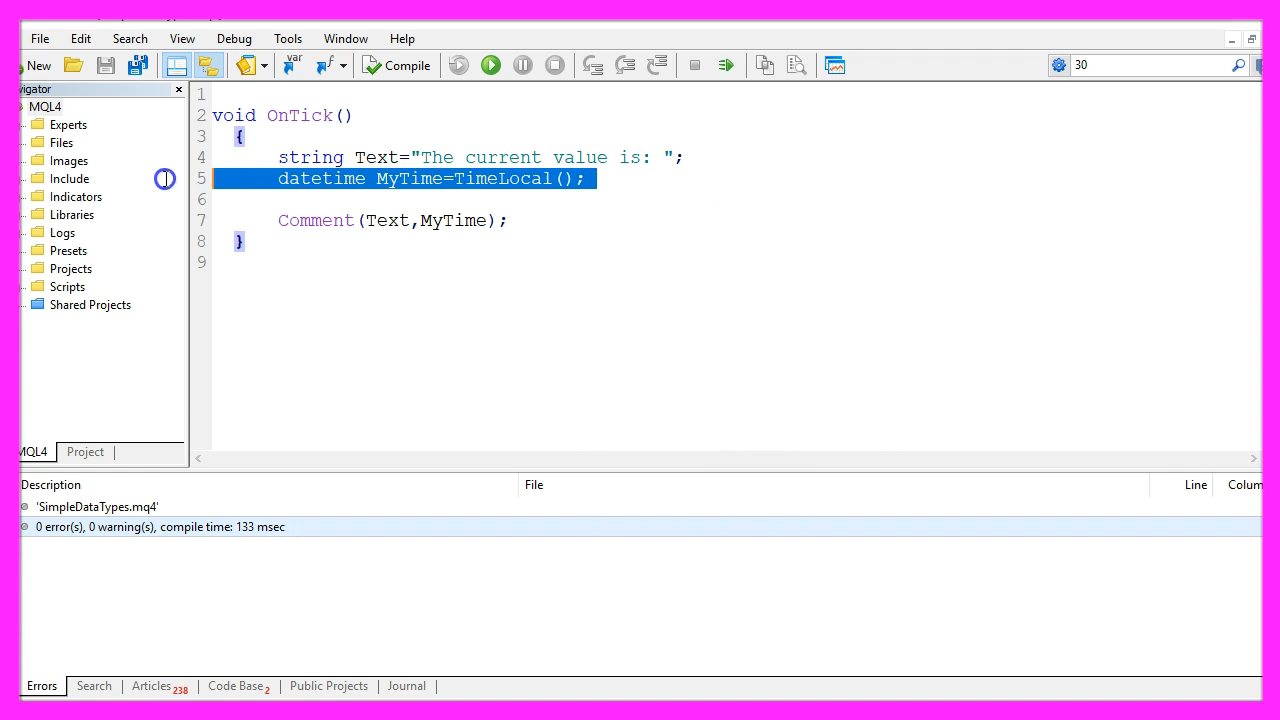 File Edit Search View Debug Tools Window Help
New Compile 30
vigator
MQL4
Experts
Files
Images
Include
Indicators
Libraries
Logs
Presets
Projects
Scripts
Shared Projects
MQL4 Project
1
2 void OnTick()
3 {
4 string Text="The current value is: ";
5 datetime MyTime=TimeLocal();
6
7 Comment(Text,MyTime);
8 }
9
Description File Line Colum
'SimpleDataTypes.mq4'
0 error(s), 0 warning(s), compile time: 133 msec
Errors Search Articles 238 Code Base 2 Public Projects Journal